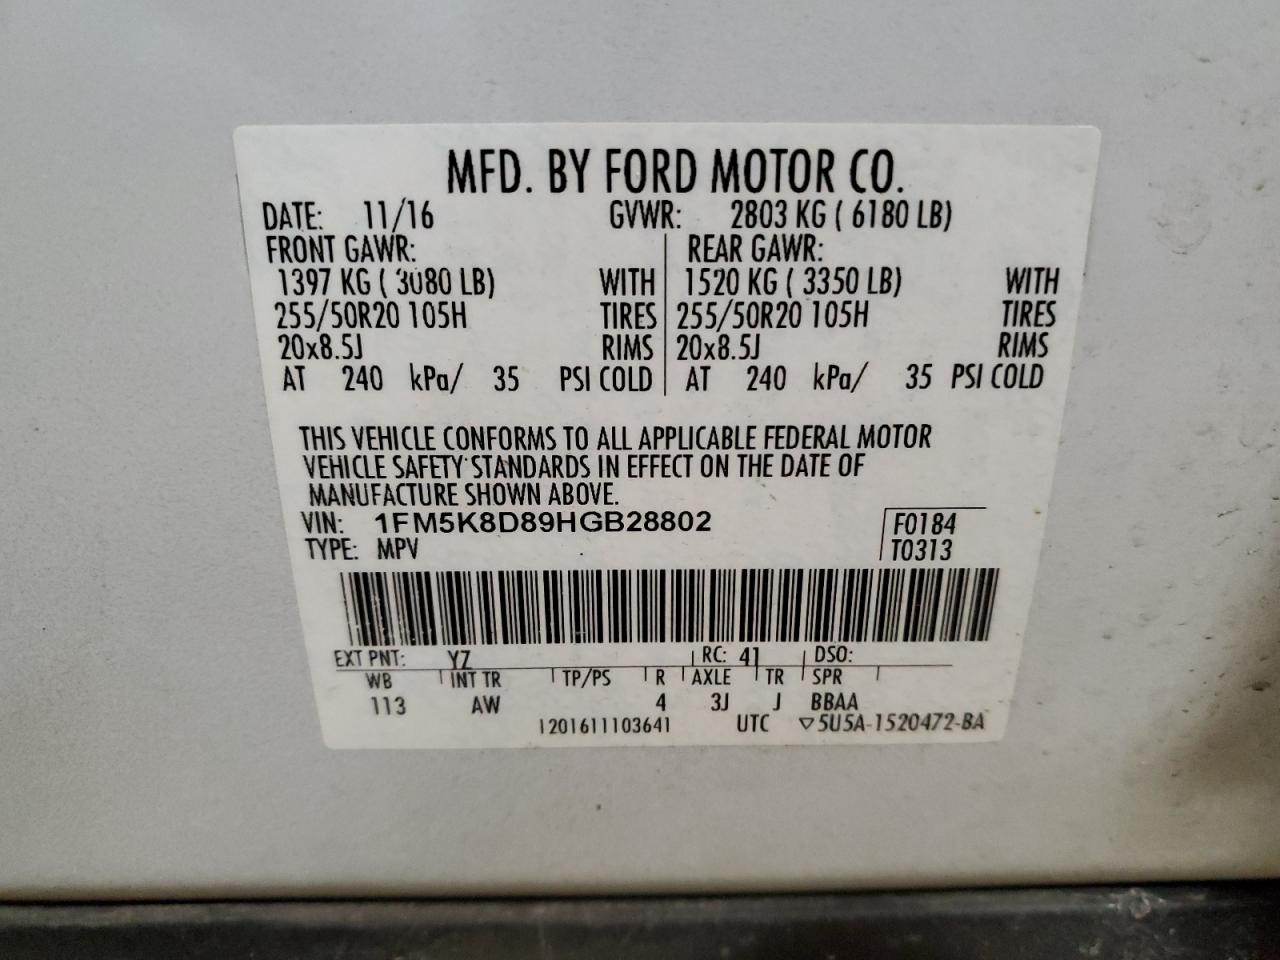 MFD. BY FORD MOTOR CO.
DATE: 11/16 GVWR: 2803 KG ( 6180 LB)
FRONT GAWR: REAR GAWR:
1397 KG ( 3080 LB) WITH 1520 KG ( 3350 LB) WITH
255/50R20 105H TIRES 255/50R20 105H TIRES
20x8.5J RIMS 20x8.5J RIMS
AT 240 kPa/ 35 PSI COLD AT 240 kPa/ 35 PSI COLD
THIS VEHICLE CONFORMS TO ALL APPLICABLE FEDERAL MOTOR
VEHICLE SAFETY STANDARDS IN EFFECT ON THE DATE OF
MANUFACTURE SHOWN ABOVE.
VIN: 1FM5K8D89HGB28802 F0184
TYPE: MPV T0313
EXT PNT: YZ RC: 41 DSO:
WB INT TR TP/PS R AXLE TR SPR
113 AW 4 3J J BBAA
I201611103641 UTC ▽5U5A-1520472-BA